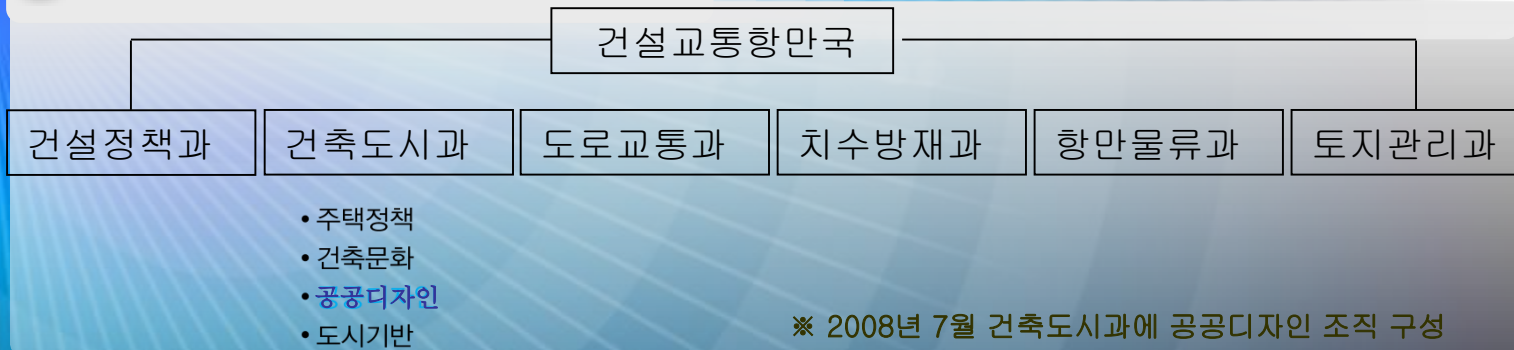 건설교통항만국
건설정책과 건축도시과 도로교통과 치수방재과 항만물류과 토지관리과
• 주택정책
• 건축문화
• 공공디자인
• 도시기반
※ 2008년 7월 건축도시과에 공공디자인 조직 구성